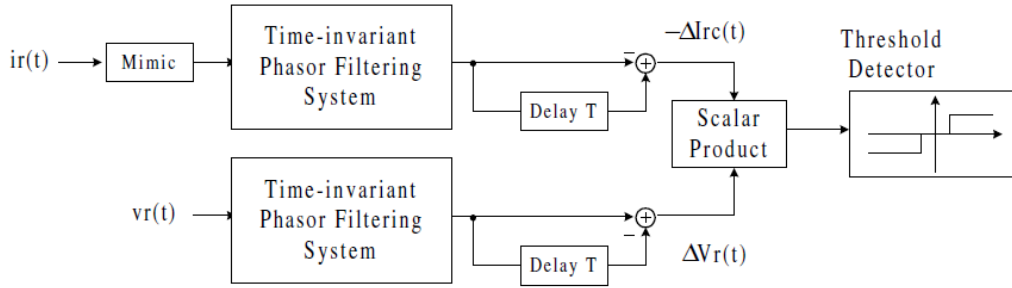 ir(t)
Mimic
Time-invariant
Phasor Filtering
System
Delay T
−
+
−ΔIrc(t)
Scalar
Product
Threshold
Detector
vr(t)
Time-invariant
Phasor Filtering
System
Delay T
+
−
ΔVr(t)